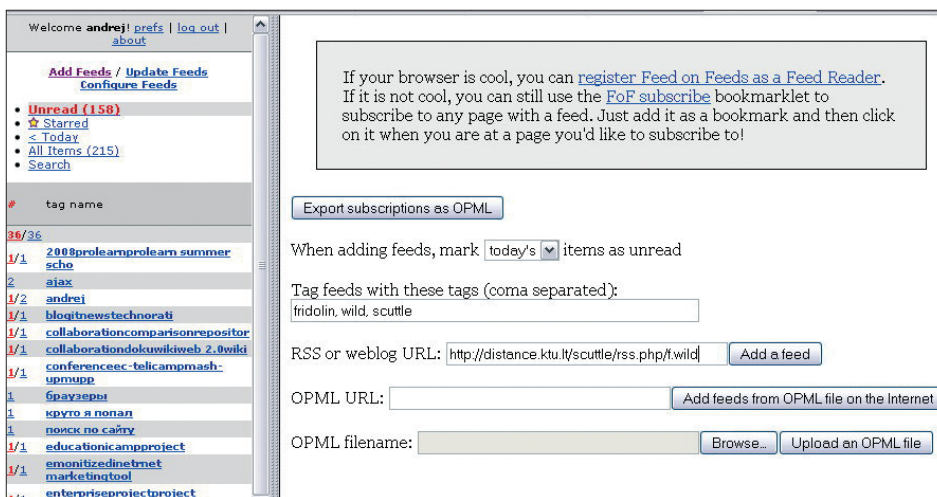 Welcome andrej! prefs | log out |
about
Add Feeds / Update Feeds
Configure Feeds
Unread (158)
Starred
< Today
All Items (215)
Search
# tag name
36/36
1/1 2008prolearnprolearn summer
scho
2 ajax
1/2 andrej
1/1 blogitnewstechnorati
1/1 collaborationcomparisonrepositor
1/1 collaborationdokuwikiweb 2.0wiki
1/1 conferenceec-telicampmash-
upmupp
1 браузеры
1 круто я попал
1 поиск по сайту
1/1 educationicampproject
1/1 emonitizedinetrnet
marketingtool
enterpriseprojectproject
If your browser is cool, you can register Feed on Feeds as a Feed Reader.
If it is not cool, you can still use the FoF subscribe bookmarklet to
subscribe to any page with a feed. Just add it as a bookmark and then click
on it when you are at a page you'd like to subscribe to!
Export subscriptions as OPML
When adding feeds, mark today's items as unread
Tag feeds with these tags (coma separated):
fridolin, wild, scuttle
RSS or weblog URL: http://distance.ktu.lt/scuttle/rss.php/f.wild Add a feed
OPML URL: Add feeds from OPML file on the Internet
OPML filename: Browse... Upload an OPML file